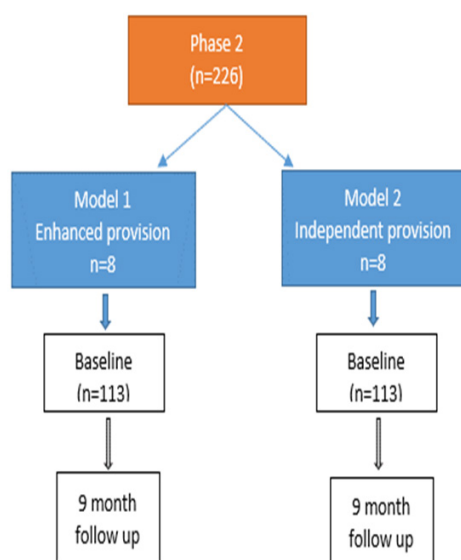 Phase 2
(n=226)
Model 1
Enhanced provision
n=8
Model 2
Independent provision
n=8
Baseline
(n=113)
Baseline
(n=113)
9 month
follow up
9 month
follow up